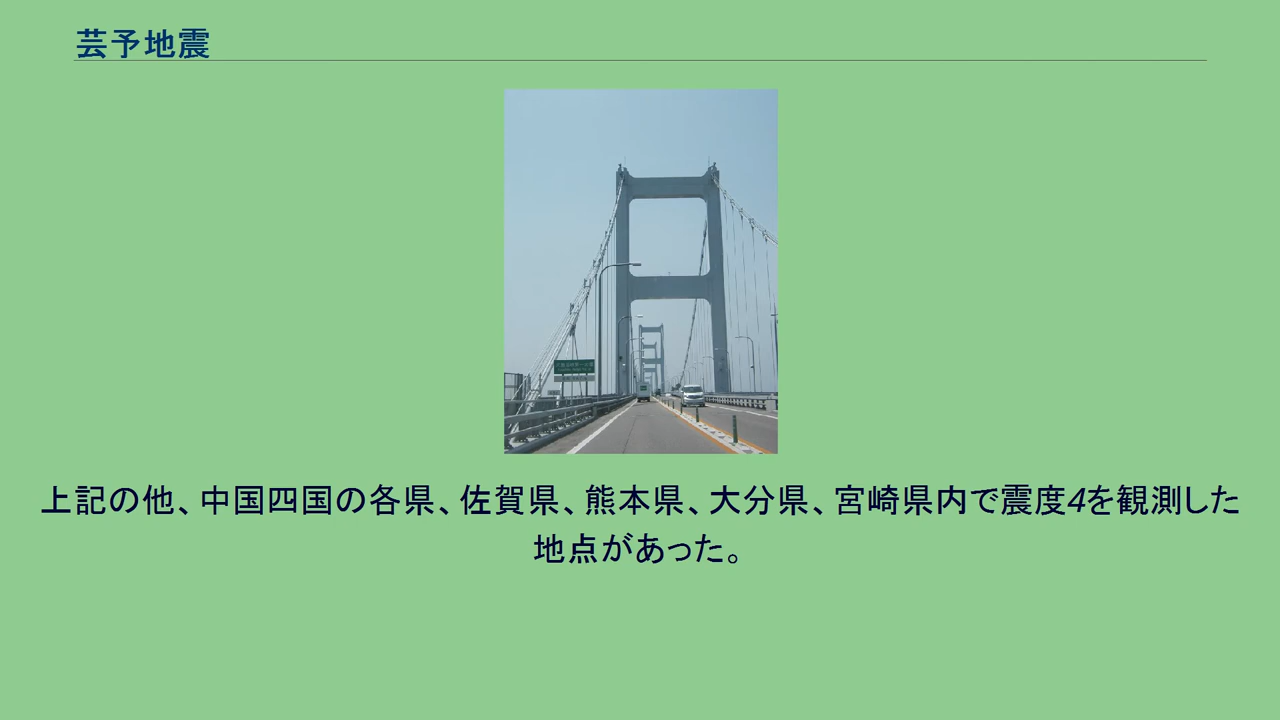 芸予地震
上記の他、中国四国の各県、佐賀県、熊本県、大分県、宮崎県内で震度4を観測した
地点があった。